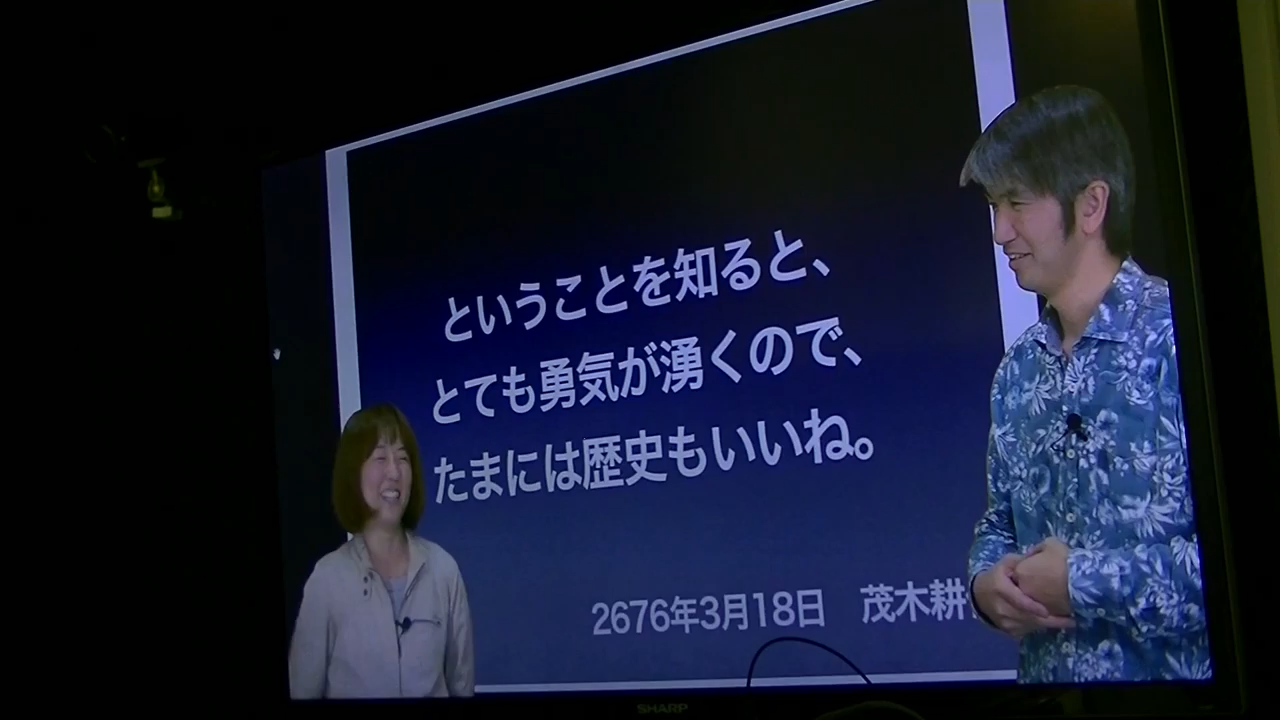 ということを知ると、
とても勇気が湧くので、
たまには歴史もいいね。
2676年3月18日 茂木耕
SHARP